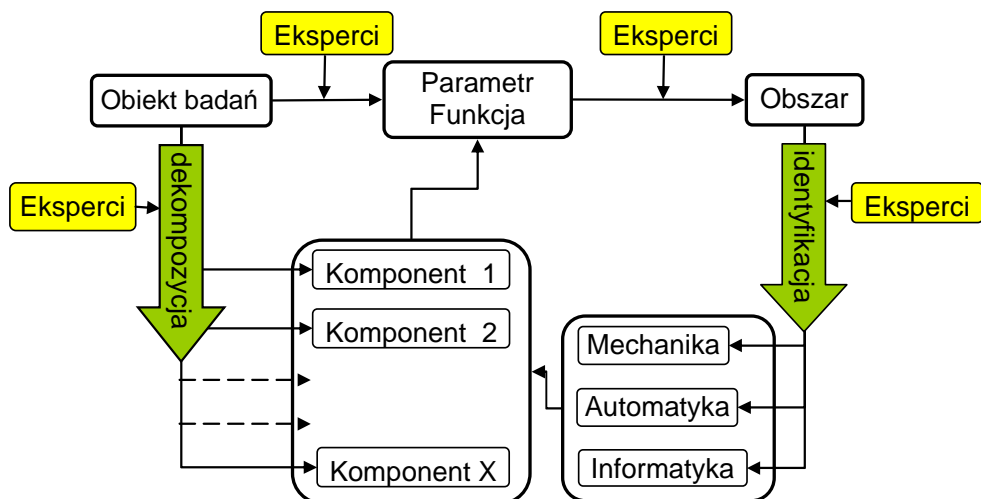 Eksperci
Eksperci
Obiekt badań
Parametr
Funkcja
Obszar
dekompozycja
identyfikacja
Eksperci
Eksperci
Komponent 1
Komponent 2
Komponent X
Mechanika
Automatyka
Informatyka